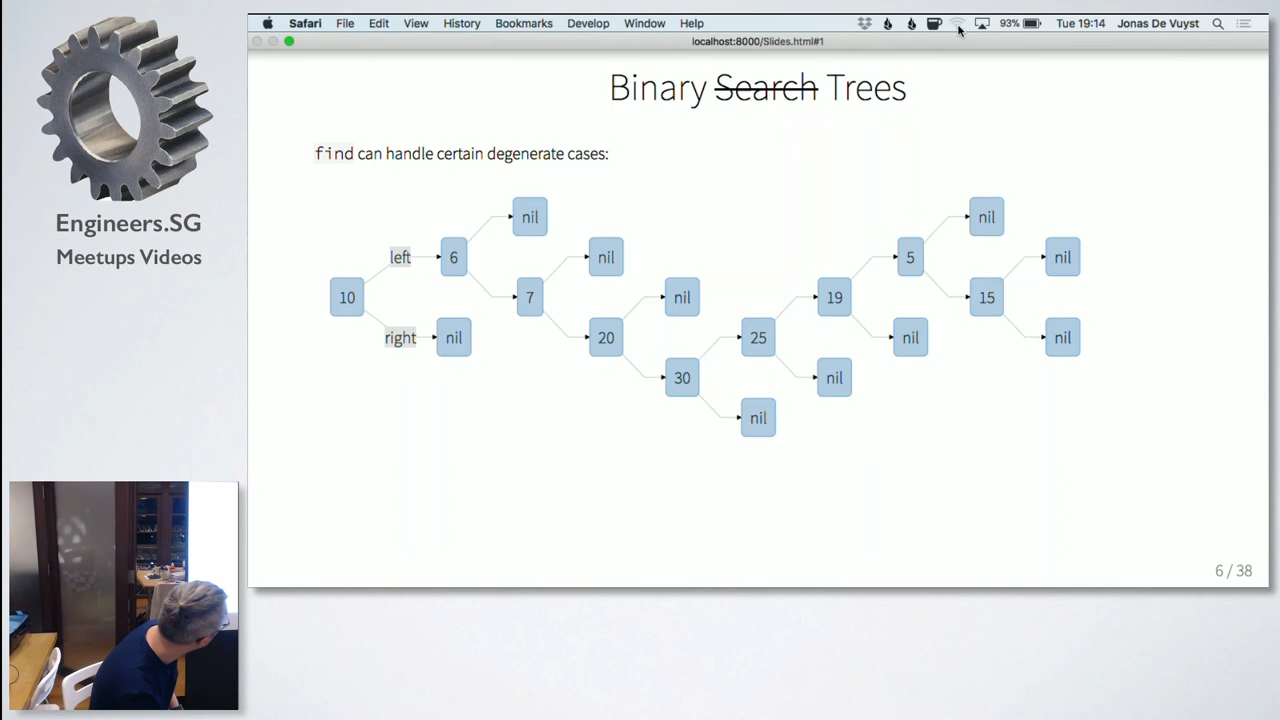 Safari File Edit View History Bookmarks Develop Window Help 93% Tue 19:14 Jonas De Vuyst
localhost:8000/Slides.html#1
Binary Search Trees
find can handle certain degenerate cases:
nil nil
left 6 nil 5 nil
10 7 nil 19 15
right nil 20 25 nil nil
30 nil
nil
6 / 38
Engineers.SG
Meetups Videos